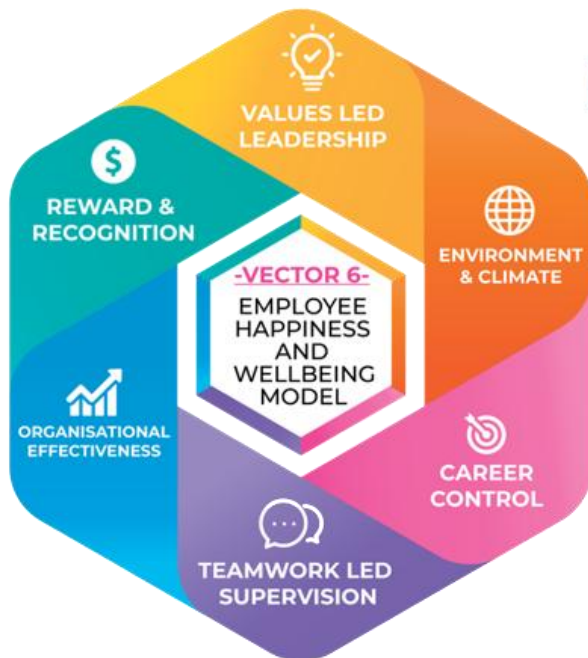 VALUES LED
LEADERSHIP
$
REWARD &
RECOGNITION
ENVIRONMENT
& CLIMATE
-VECTOR 6-
EMPLOYEE
HAPPINESS
AND
WELLBEING
MODEL
ORGANISATIONAL
EFFECTIVENESS
CAREER
CONTROL
TEAMWORK LED
SUPERVISION